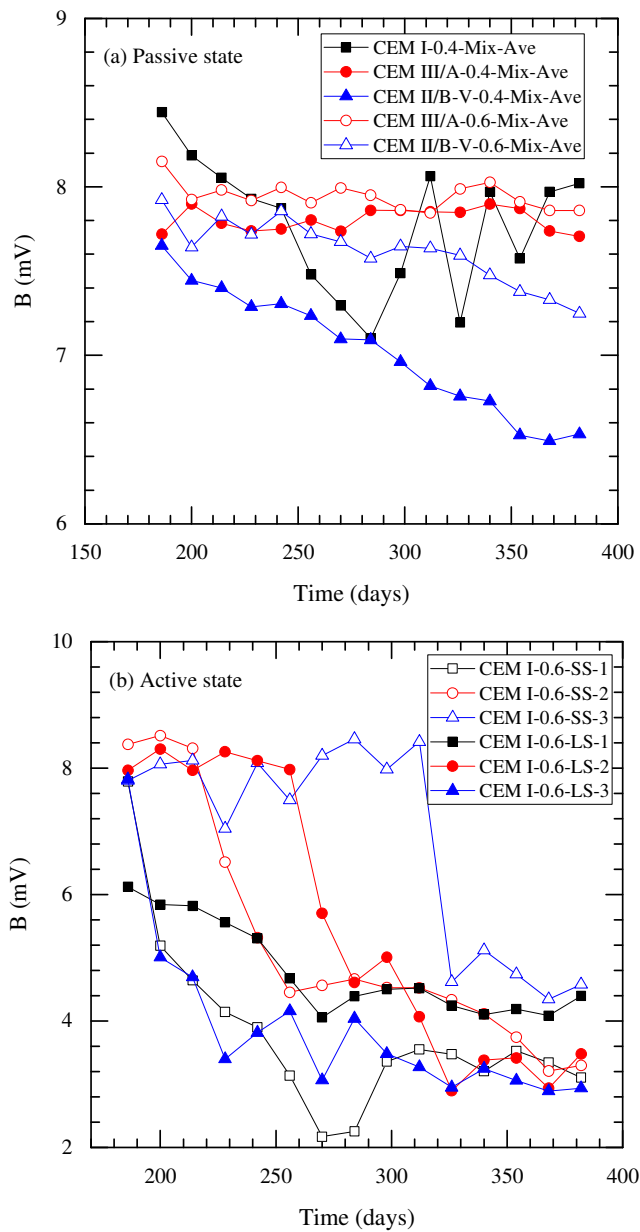 9
8
7
6
B (mV)
(a) Passive state
CEM I-0.4-Mix-Ave
CEM III/A-0.4-Mix-Ave
CEM II/B-V-0.4-Mix-Ave
CEM III/A-0.6-Mix-Ave
CEM II/B-V-0.6-Mix-Ave
150 200 250 300 350 400
Time (days)
10
8
6
4
2
B (mV)
(b) Active state
CEM I-0.6-SS-1
CEM I-0.6-SS-2
CEM I-0.6-SS-3
CEM I-0.6-LS-1
CEM I-0.6-LS-2
CEM I-0.6-LS-3
200 250 300 350 400
Time (days)